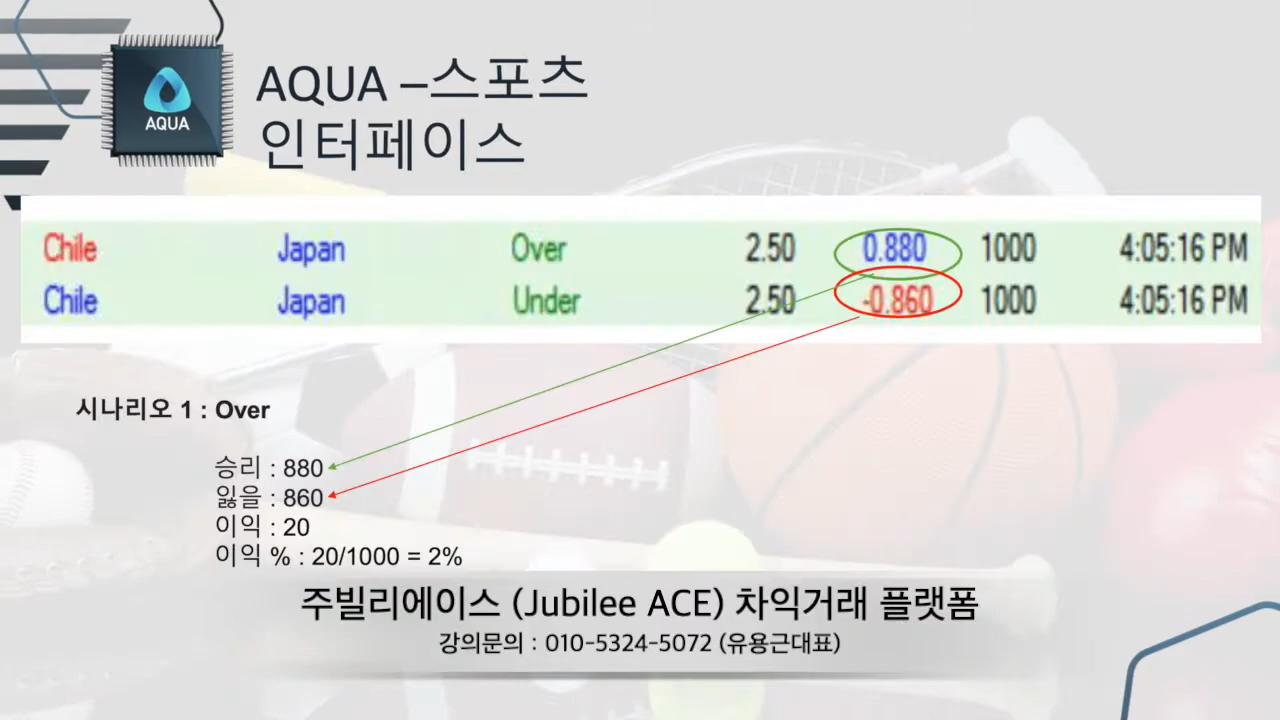 AQUA
AQUA –스포츠
인터페이스
Chile Japan Over 2.50 0.880 1000 4:05:16 PM
Chile Japan Under 2.50 -0.860 1000 4:05:16 PM
시나리오 1 : Over
승리 : 880
잃을 : 860
이익 : 20
이익 % : 20/1000 = 2%
주빌리에이스 (Jubilee ACE) 차익거래 플랫폼
강의문의 : 010-5324-5072 (유용근대표)